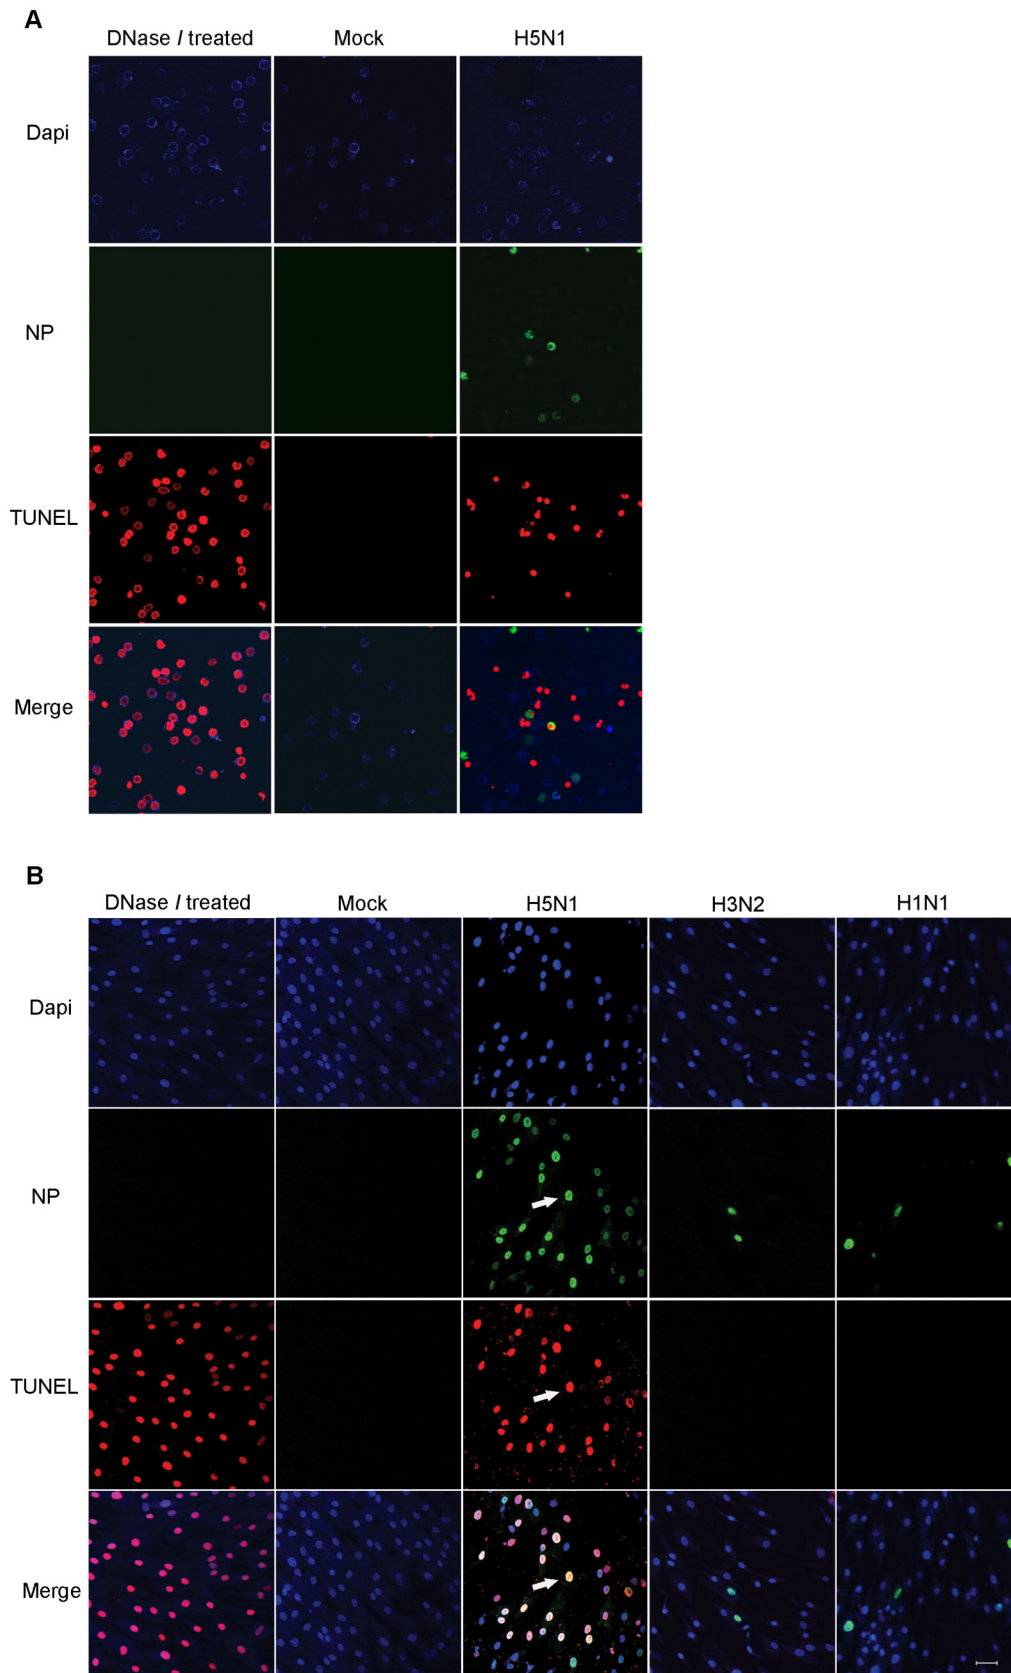 A
DNase I treated Mock H5N1
Dapi
NP
TUNEL
Merge
B
DNase I treated Mock H5N1 H3N2 H1N1
Dapi
NP
TUNEL
Merge